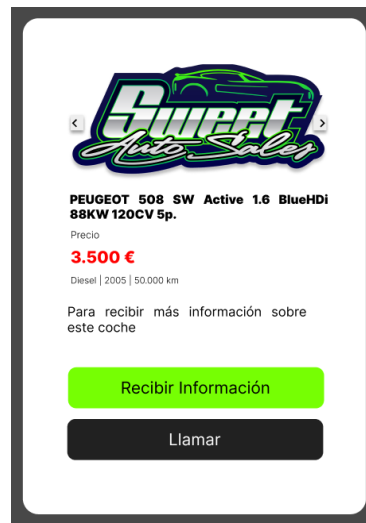 Sweet
Auto Sales
PEUGEOT 508 SW Active 1.6 BlueHDi
88KW 120CV 5p.
Precio
3.500 €
Diesel | 2005 | 50.000 km
Para recibir más información sobre
este coche
Recibir Información
Llamar